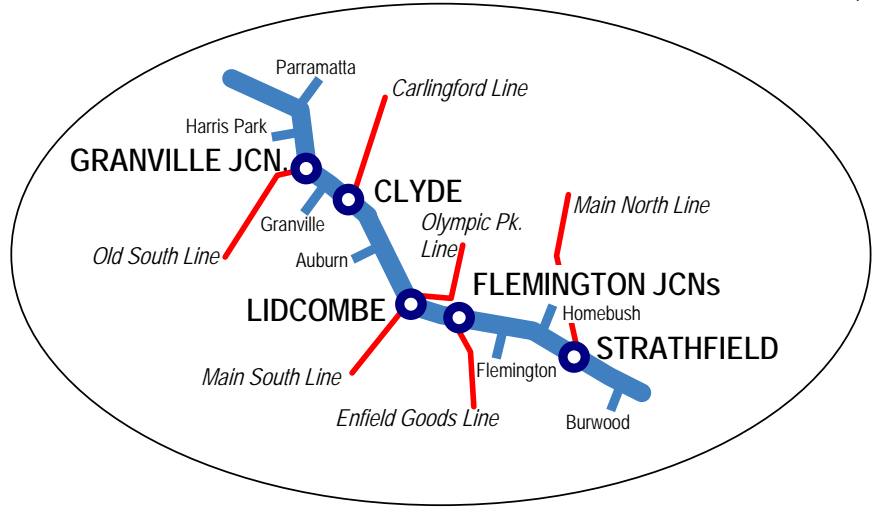 Parramatta
Carlingford Line
Harris Park
GRANVILLE JCN.
CLYDE
Granville
Olympic Pk.
Line
Main North Line
Old South Line
Auburn
FLEMINGTON JCNs
LIDCOMBE
Homebush
STRATHFIELD
Main South Line
Flemington
Enfield Goods Line
Burwood